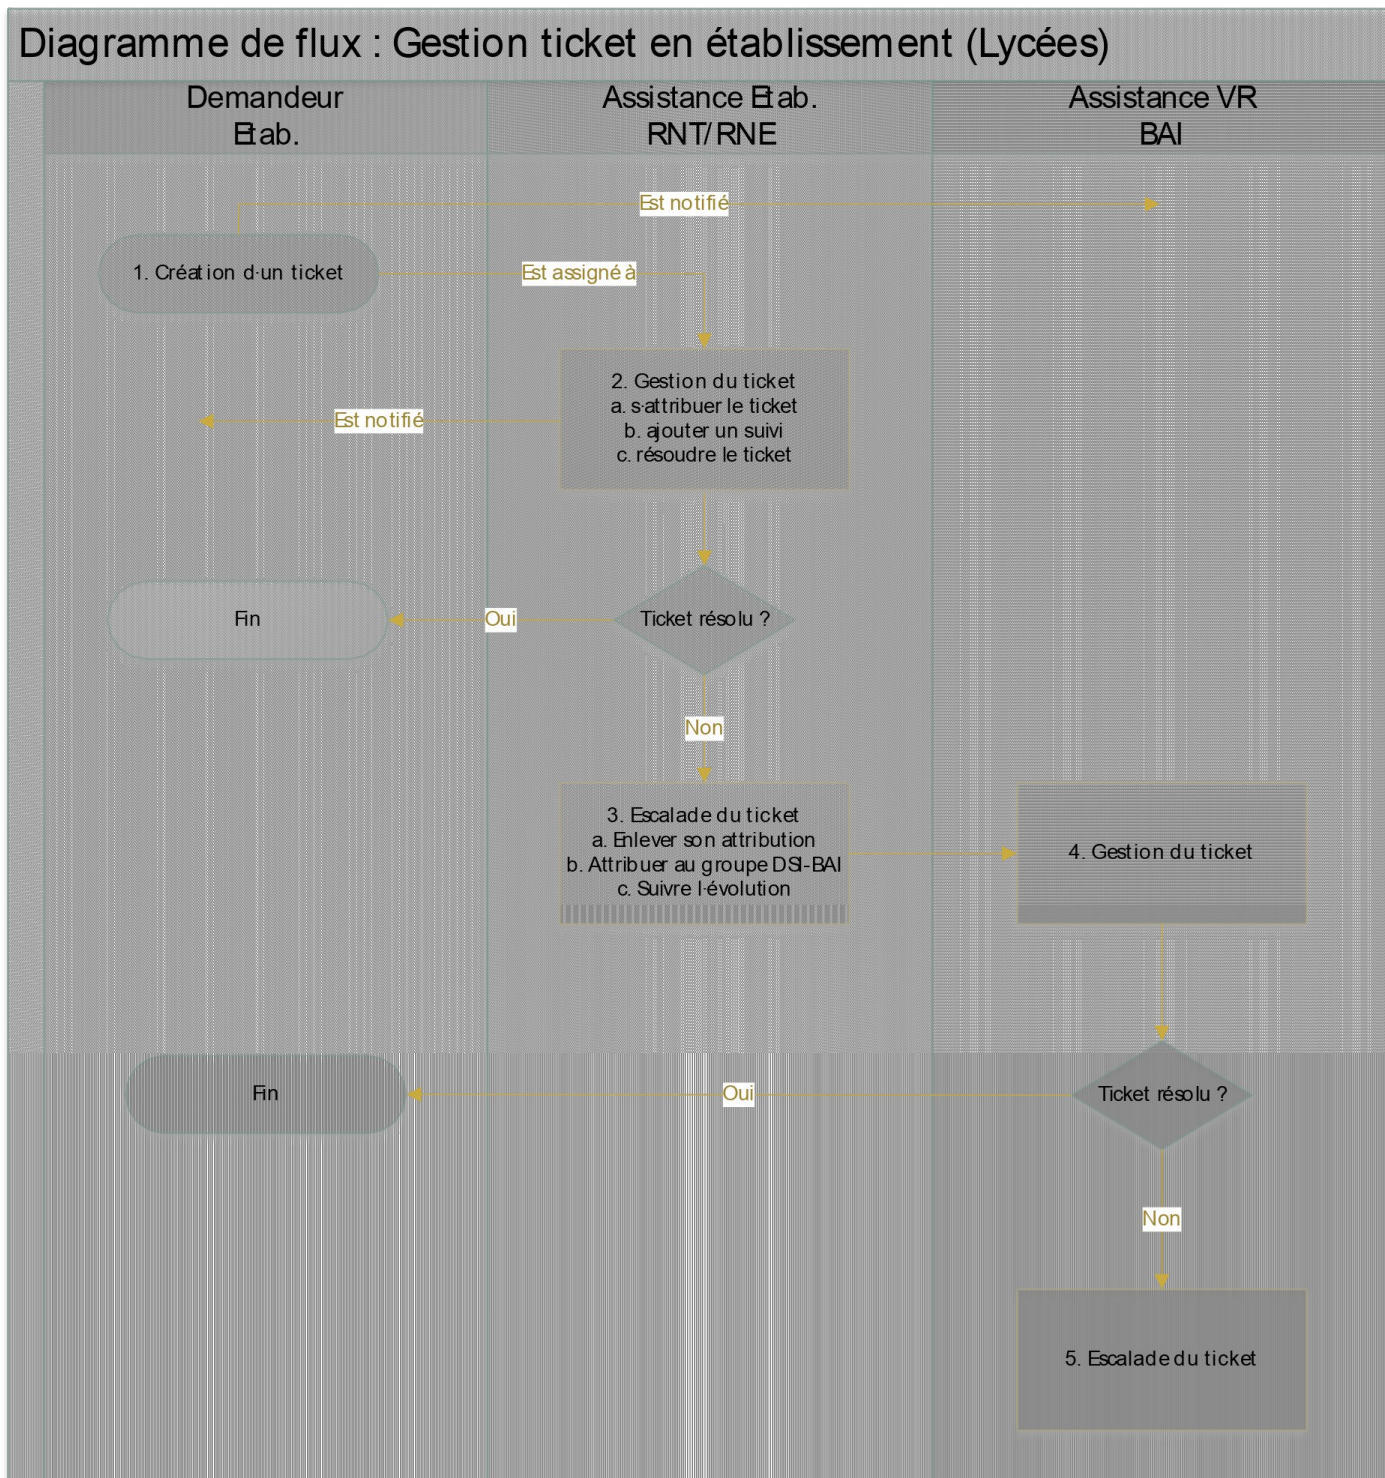 Diagramme de flux : Gestion ticket en établissement (Lycées)
Demandeur
Etab.
Assistance Etab.
RNT/RNE
Assistance VR
BAI
Est notifié
1. Création d·un ticket
Est assigné à
2. Gestion du ticket
a. s·attribuer le ticket
b. ajouter un suivi
c. résoudre le ticket
Est notifié
Fin
Oui
Ticket résolu ?
Non
3. Escalade du ticket
a. Enlever son attribution
b. Attribuer au groupe DSI-BAI
c. Suivre l·évolution
4. Gestion du ticket
Fin
Oui
Ticket résolu ?
Non
5. Escalade du ticket